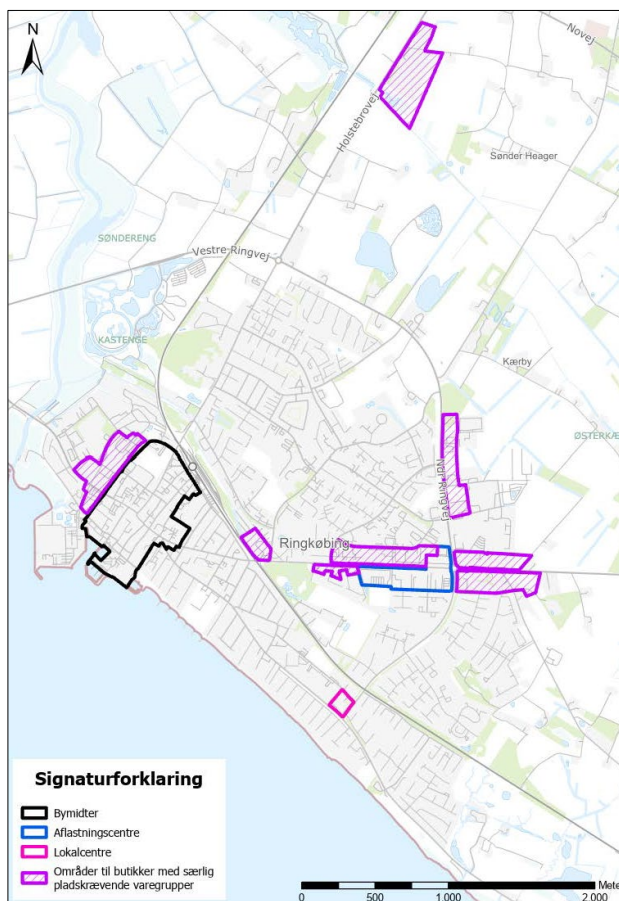 N
Novej
Holstebrovej
Sønder Heager
SØNDERENG
Vestre Ringvej
KASTENGE
Kærby
ØSTERKÆ
Ndr. Ringvej
Ringkøbing
Signaturforklaring
Bymidter
Aflastningscentre
Lokalcentre
Områder til butikker med særlig
pladskrævende varegrupper
Mete
0 500 1.000 2.000